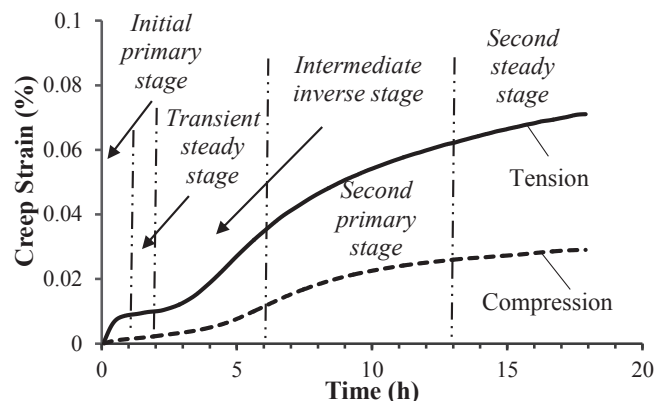 0.1
0.08
0.06
0.04
0.02
0
Creep Strain (%)
Initial
primary
stage
Transient
steady
stage
Intermediate
inverse stage
Second
primary
stage
Second
steady
stage
Tension
Compression
0
5
10
15
20
Time (h)